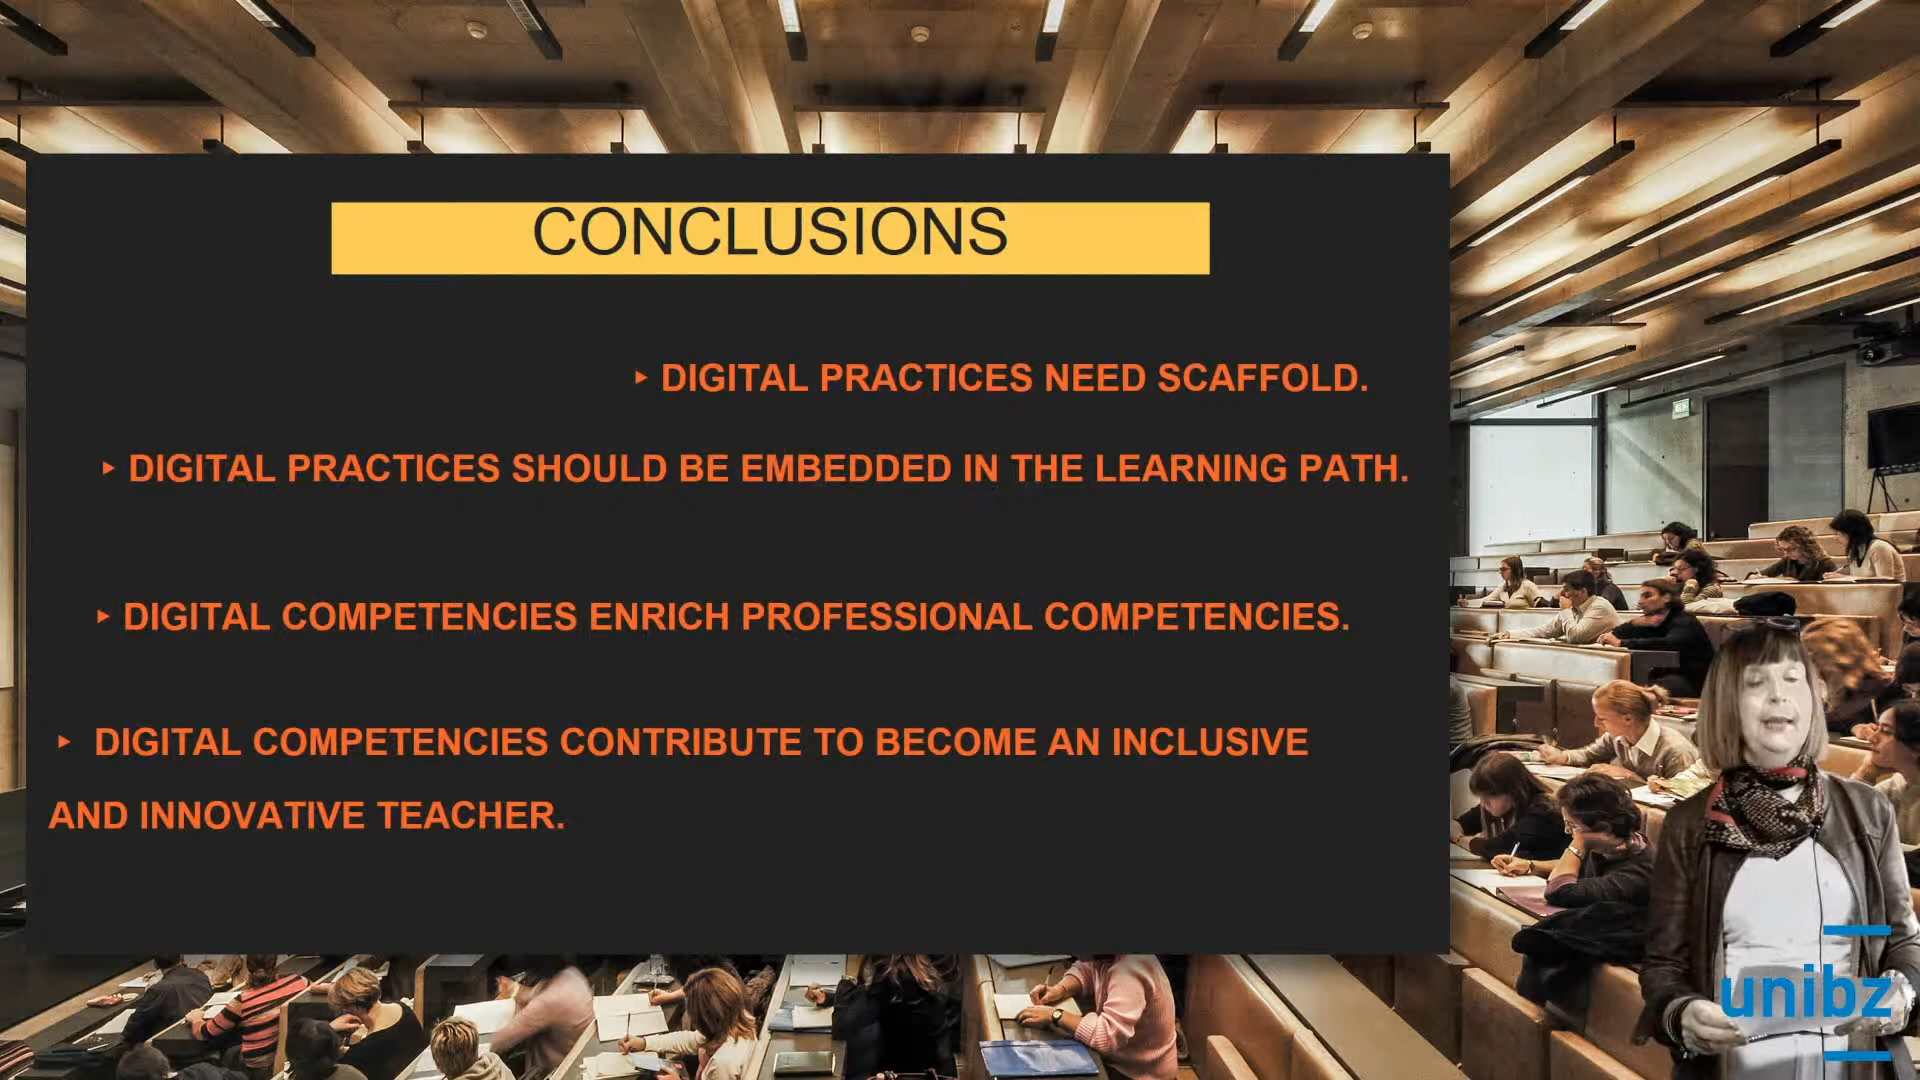 CONCLUSIONS
‣ DIGITAL PRACTICES NEED SCAFFOLD.
‣ DIGITAL PRACTICES SHOULD BE EMBEDDED IN THE LEARNING PATH.
‣ DIGITAL COMPETENCIES ENRICH PROFESSIONAL COMPETENCIES.
‣ DIGITAL COMPETENCIES CONTRIBUTE TO BECOME AN INCLUSIVE
AND INNOVATIVE TEACHER.
unibz